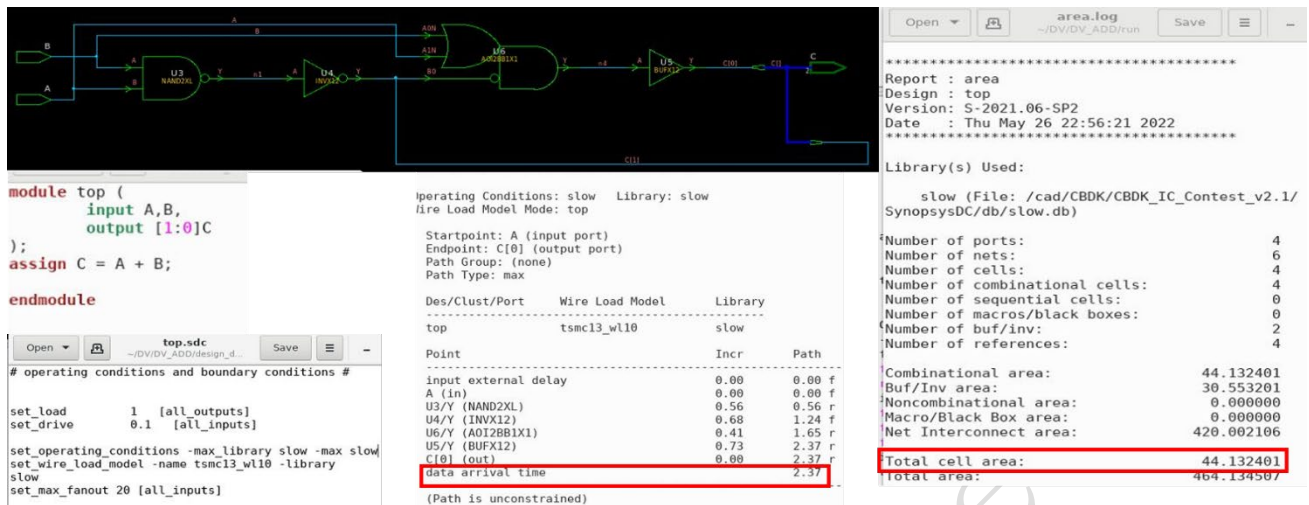 A
B
B
A
A
B
U3
NAND2XL
Y
n1
A
U4
INVX12
Y
A0N
A1N
B0
U6
AOI2BB1X1
Y
n4
A
U5
BUFX12
Y
C[0]
C[]
C
C[1]
module top (
input A,B,
output [1:0]C
);
assign C = A + B;
endmodule
Open
top.sdc
~/DV/DV_ADD/design_d...
Save
# operating conditions and boundary conditions #
set_load 1 [all_outputs]
set_drive 0.1 [all_inputs]
set_operating_conditions -max_library slow -max slow
set_wire_load_model -name tsmc13_wl10 -library
slow
set_max_fanout 20 [all_inputs]
perating Conditions: slow Library: slow
ire Load Model Mode: top
Startpoint: A (input port)
Endpoint: C[0] (output port)
Path Group: (none)
Path Type: max
Des/Clust/Port Wire Load Model Library
------------------------------------------------
top tsmc13_wl10 slow
Point Incr Path
-----------------------------------------------------------
input external delay 0.00 0.00 f
A (in) 0.00 0.00 f
U3/Y (NAND2XL) 0.56 0.56 r
U4/Y (INVX12) 0.68 1.24 f
U6/Y (AOI2BB1X1) 0.41 1.65 r
U5/Y (BUFX12) 0.73 2.37 r
C[0] (out) 0.00 2.37 r
data arrival time 2.37
-----------------------------------------------------------
(Path is unconstrained)
Open
area.log
~/DV/DV_ADD/run
Save
****************************************
Report : area
Design : top
Version: S-2021.06-SP2
Date : Thu May 26 22:56:21 2022
****************************************
Library(s) Used:
slow (File: /cad/CBDK/CBDK_IC_Contest_v2.1/
SynopsysDC/db/slow.db)
Number of ports: 4
Number of nets: 6
Number of cells: 4
Number of combinational cells: 4
Number of sequential cells: 0
Number of macros/black boxes: 0
Number of buf/inv: 2
Number of references: 4
Combinational area: 44.132401
Buf/Inv area: 30.553201
Noncombinational area: 0.000000
Macro/Black Box area: 0.000000
Net Interconnect area: 420.002106
Total cell area: 44.132401
Total area: 464.134507